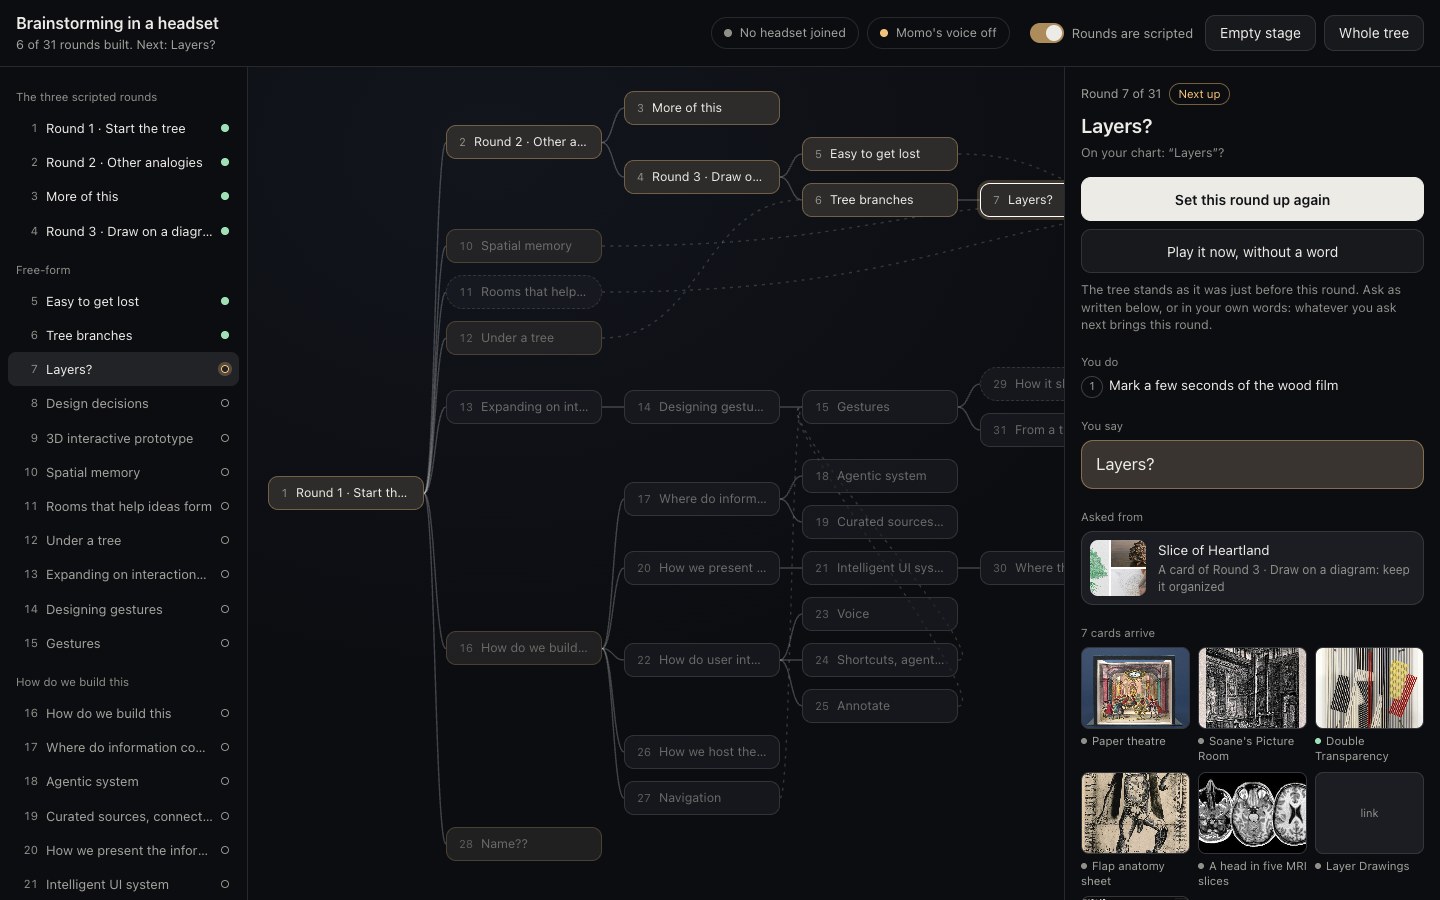 Brainstorming in a headset
6 of 31 rounds built. Next: Layers?
No headset joined
Momo's voice off
Rounds are scripted
Empty stage
Whole tree
The three scripted rounds
1 Round 1 · Start the tree
2 Round 2 · Other analogies
3 More of this
4 Round 3 · Draw on a diagr...
Free-form
5 Easy to get lost
6 Tree branches
7 Layers?
8 Design decisions
9 3D interactive prototype
10 Spatial memory
11 Rooms that help ideas form
12 Under a tree
13 Expanding on interaction...
14 Designing gestures
15 Gestures
How do we build this
16 How do we build this
17 Where do information co...
18 Agentic system
19 Curated sources, connect...
20 How we present the infor...
21 Intelligent UI system
3 More of this
2 Round 2 · Other a...
5 Easy to get lost
4 Round 3 · Draw o...
6 Tree branches
7 Layers?
10 Spatial memory
11 Rooms that help...
12 Under a tree
29 How it sl
13 Expanding on int...
14 Designing gestu...
15 Gestures
31 From a t
18 Agentic system
1 Round 1 · Start th...
17 Where do inform...
19 Curated sources...
20 How we present ...
21 Intelligent UI sys...
30 Where th
23 Voice
16 How do we build...
22 How do user int...
24 Shortcuts, agent...
25 Annotate
26 How we host the...
27 Navigation
28 Name??
Round 7 of 31
Next up
Layers?
On your chart: “Layers”?
Set this round up again
Play it now, without a word
The tree stands as it was just before this round. Ask as
written below, or in your own words: whatever you ask
next brings this round.
You do
1 Mark a few seconds of the wood film
You say
Layers?
Asked from
Slice of Heartland
A card of Round 3 · Draw on a diagram: keep
it organized
7 cards arrive
Paper theatre
Soane's Picture
Room
Double
Transparency
link
Flap anatomy
sheet
A head in five MRI
slices
Layer Drawings